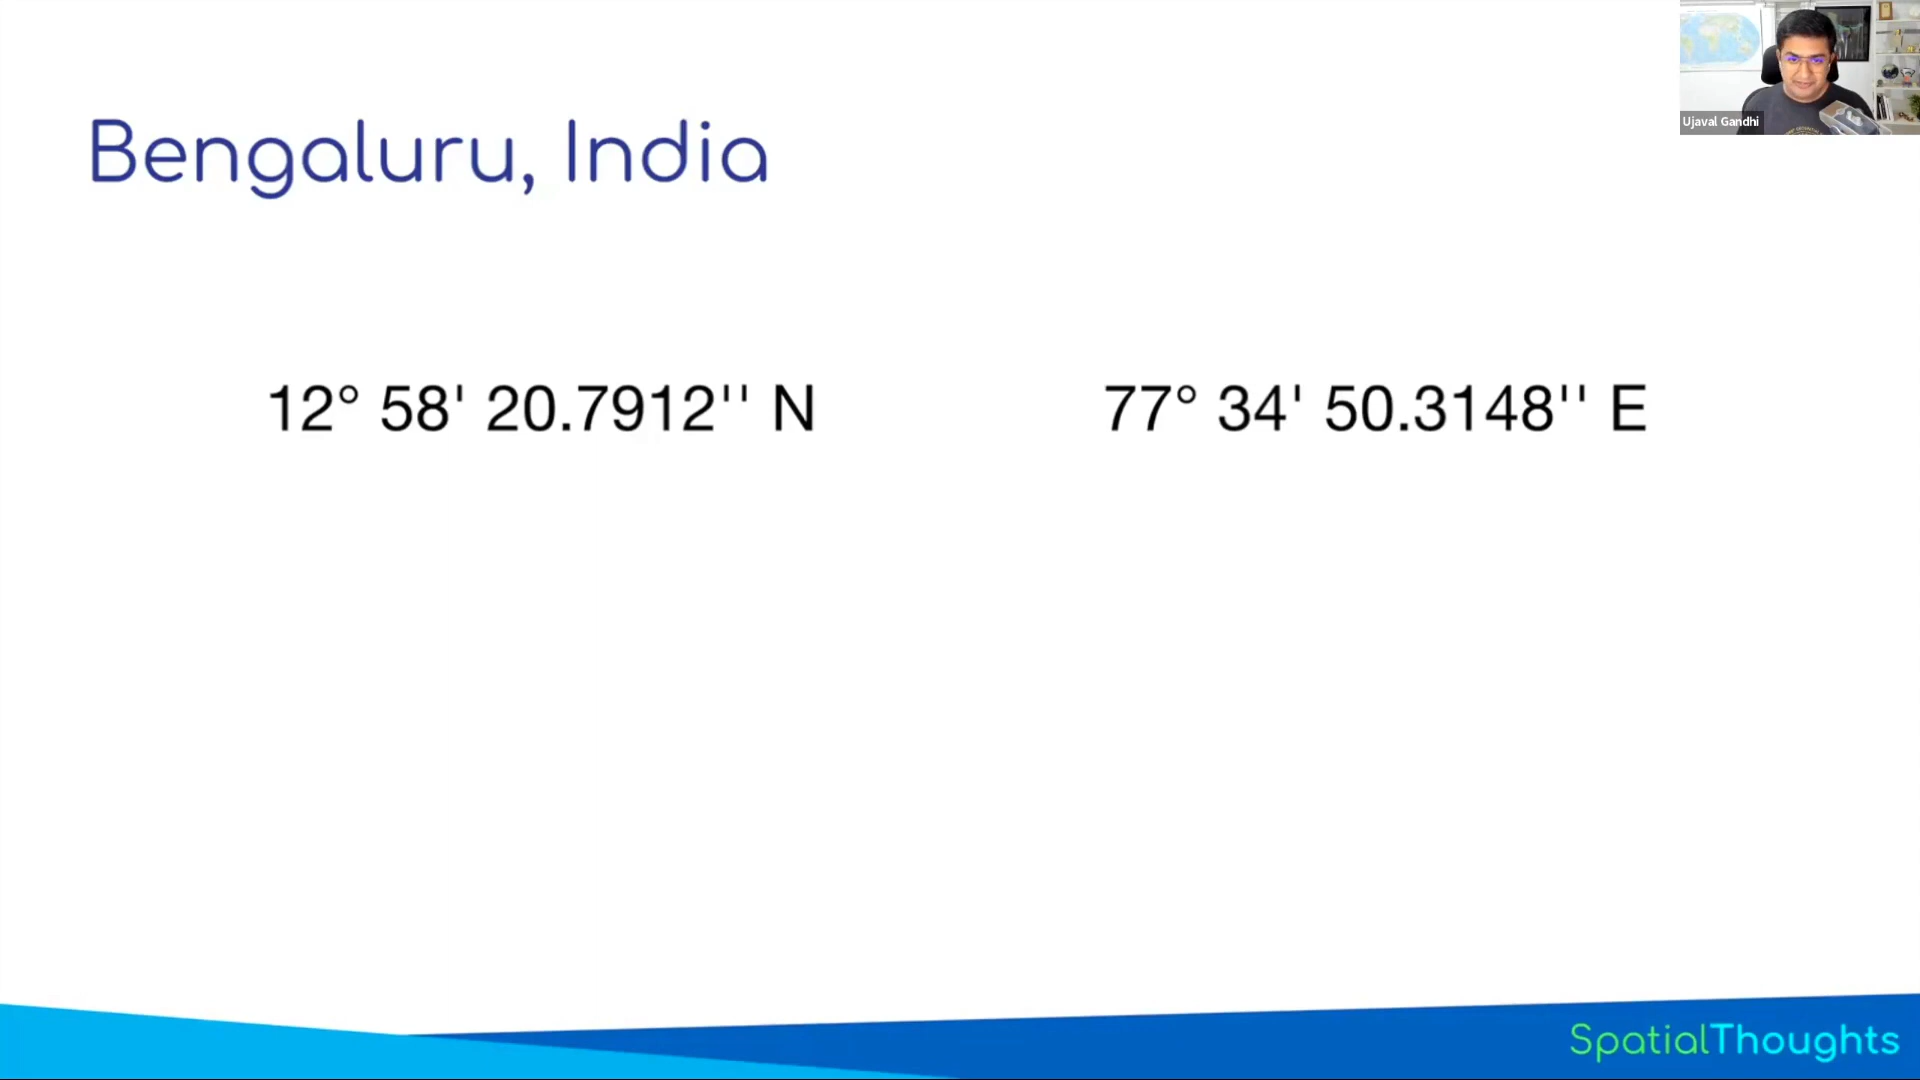 Bengaluru, India
Ujaval Gandhi
12° 58' 20.7912'' N
77° 34' 50.3148'' E
SpatialThoughts